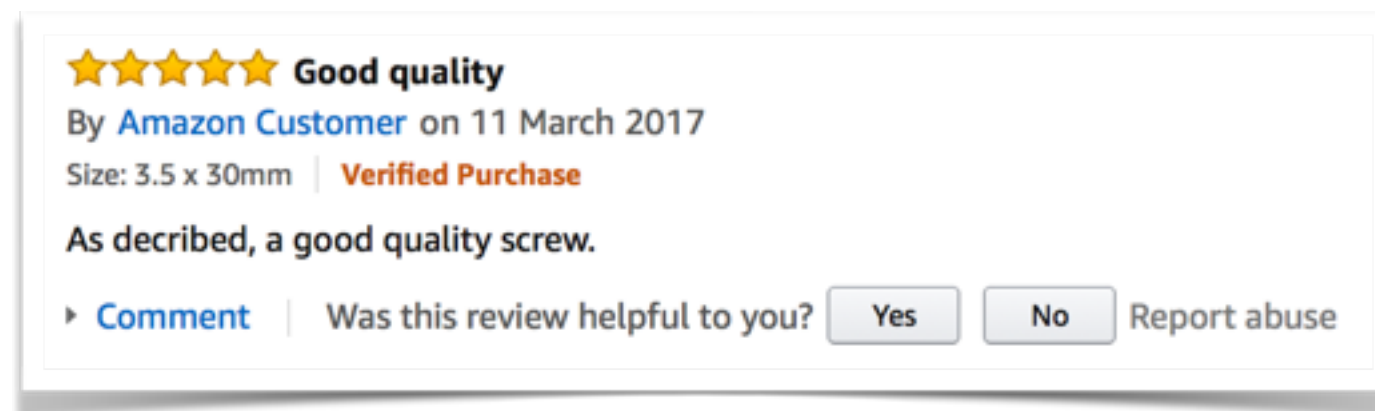 Good quality
By Amazon Customer on 11 March 2017
Size: 3.5 x 30mm Verified Purchase
As decribed, a good quality screw.
Comment Was this review helpful to you? Yes No Report abuse